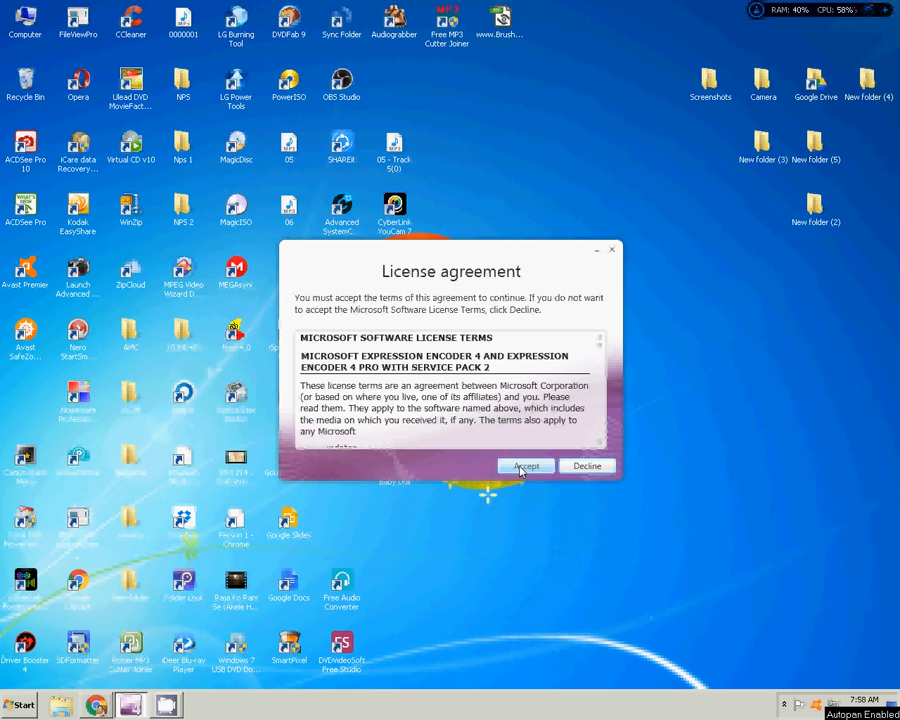 RAM: 40% CPU: 58%
Computer
FileViewPro
CCleaner
0000001
LG Burning
Tool
DVDFab 9
Sync Folder
Audiograbber
Free MP3
Cutter Joiner
www.Brush...
Recycle Bin
Opera
Ulead DVD
MovieFact...
NPS
LG Power
Tools
PowerISO
OBS Studio
Screenshots
Camera
Google Drive
New folder (4)
ACDSee Pro
10
iCare data
Recovery...
Virtual CD v10
Nps 1
MagicDisc
05
SHAREit
05 - Track
5(0)
New folder (3)
New folder (5)
ACDSee Pro
Kodak
EasyShare
WinZip
NPS 2
MagicISO
06
Advanced
SystemC...
CyberLink
YouCam 7
New folder (2)
Avast Premier
Launch
Advanced ...
ZipCloud
MPEG Video
Wizard D...
MEGAsync
Avast
SafeZo...
Nero
StartSm...
License agreement
You must accept the terms of this agreement to continue. If you do not want
to accept the Microsoft Software License Terms, click Decline.
MICROSOFT SOFTWARE LICENSE TERMS
MICROSOFT EXPRESSION ENCODER 4 AND EXPRESSION
ENCODER 4 PRO WITH SERVICE PACK 2
These license terms are an agreement between Microsoft Corporation
(or based on where you live, one of its affiliates) and you. Please
read them. They apply to the software named above, which includes
the media on which you received it, if any. The terms also apply to
any Microsoft
updates
Accept
Decline
Baby Doll
Person 1 -
Chrome
Google Slides
Folder Lock
Google Docs
Free Audio
Converter
Driver Booster
4
SDFormatter
Cutter Joiner
iDeer Blu-ray
Player
Windows 7
USB DVD Do...
SmartPixel
DVDVideoSoft
Free Studio
Start
7:58 AM
Autopan Enabled